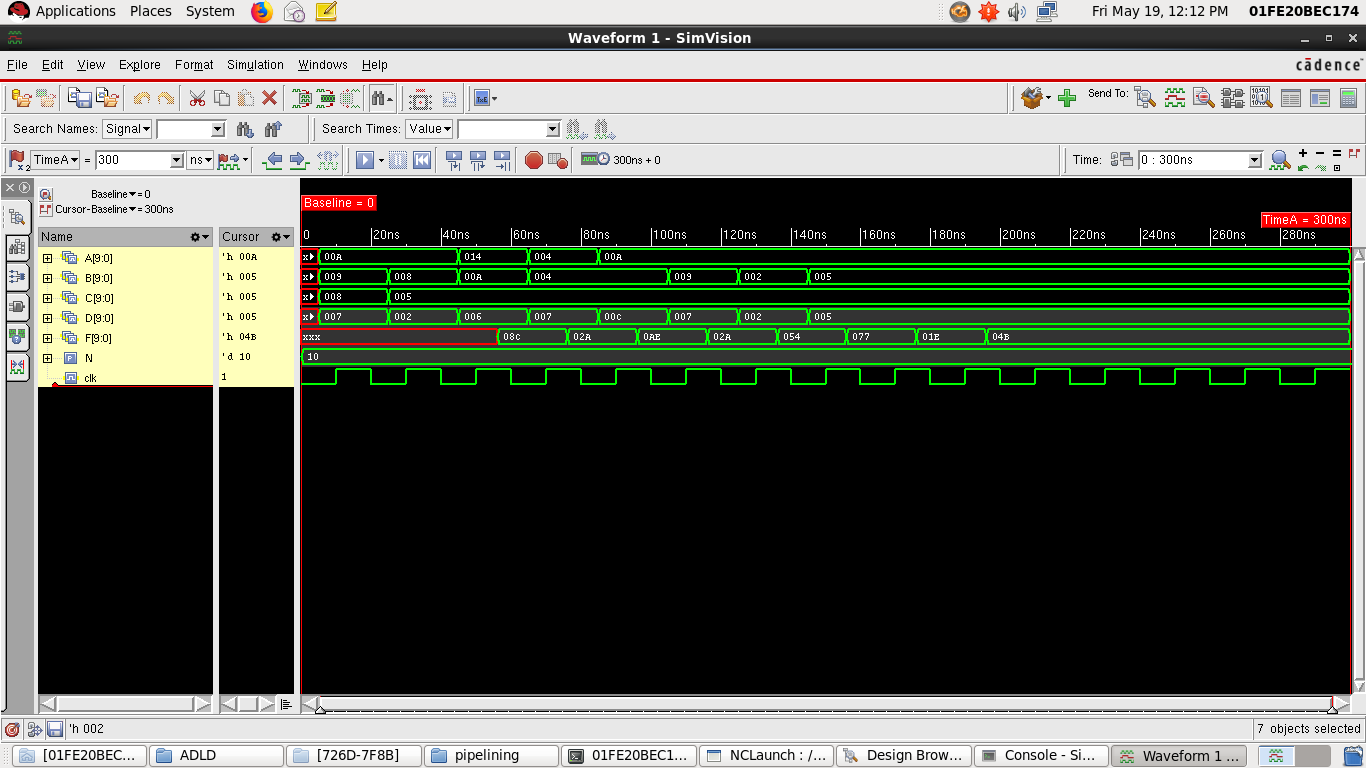 Applications Places System Fri May 19, 12:12 PM 01FE20BEC174
Waveform 1 - SimVision
File Edit View Explore Format Simulation Windows Help cādence
Send To:
Search Names: Signal Search Times: Value
TimeA = 300 ns 300ns + 0 Time: 0 : 300ns
Baseline = 0
Cursor-Baseline = 300ns
Baseline = 0
TimeA = 300ns
Name Cursor 0 20ns 40ns 60ns 80ns 100ns 120ns 140ns 160ns 180ns 200ns 220ns 240ns 260ns 280ns
A[9:0] 'h 00A x 00A 014 004 00A
B[9:0] 'h 005 x 009 008 00A 004 009 002 005
C[9:0] 'h 005 x 008 005
D[9:0] 'h 005 x 007 002 006 007 00C 007 002 005
F[9:0] 'h 04B xxx 08C 02A 0AE 02A 054 077 01E 04B
N 'd 10 10
clk 1
'h 002 7 objects selected
[01FE20BEC... ADLD [726D-7F8B] pipelining 01FE20BEC1... NCLaunch : /... Design Brow... Console - Si... Waveform 1 ...